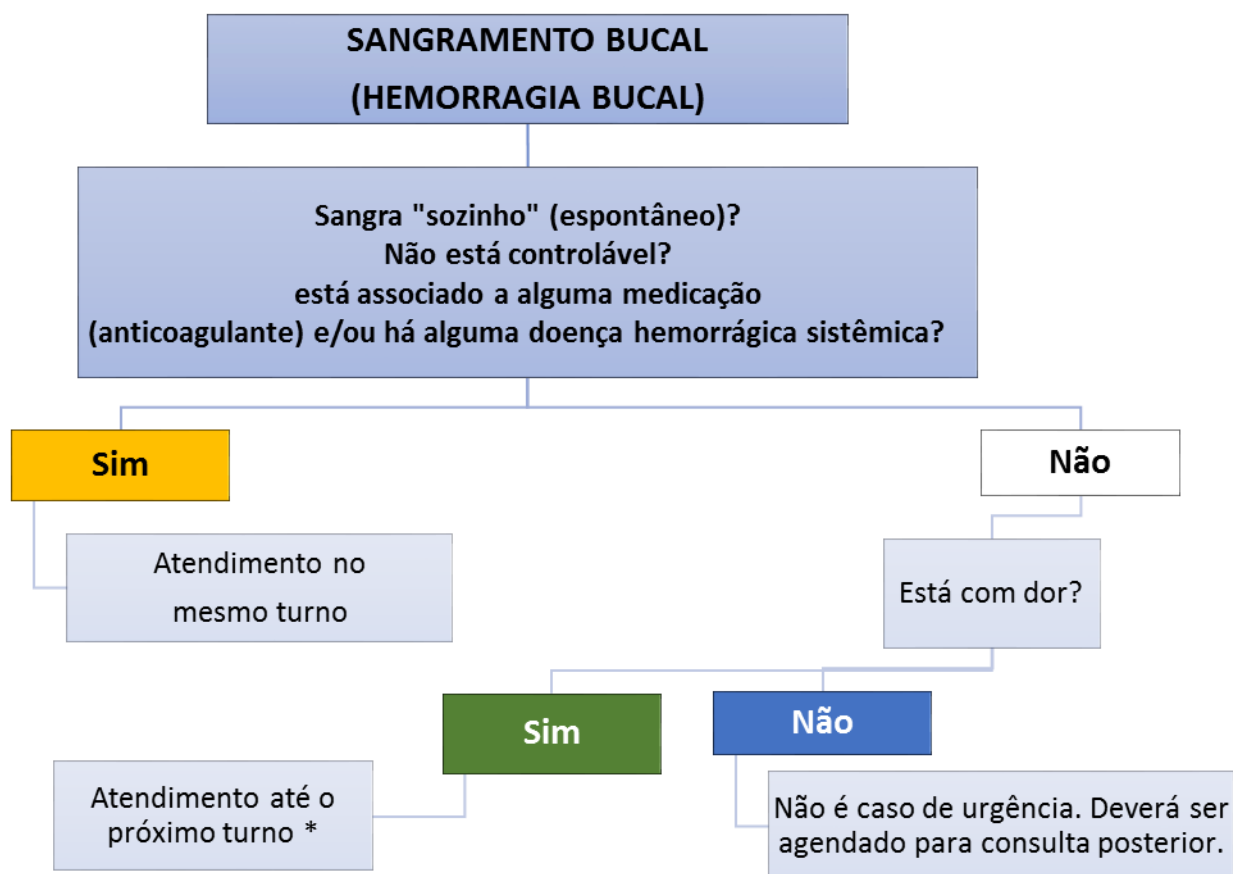 SANGRAMENTO BUCAL
(HEMORRAGIA BUCAL)
Sangra "sozinho" (espontâneo)?
Não está controlável?
está associado a alguma medicação
(anticoagulante) e/ou há alguma doença hemorrágica sistêmica?
Sim
Não
Atendimento no
mesmo turno
Está com dor?
Sim
Não
Atendimento até o
próximo turno *
Não é caso de urgência. Deverá ser
agendado para consulta posterior.